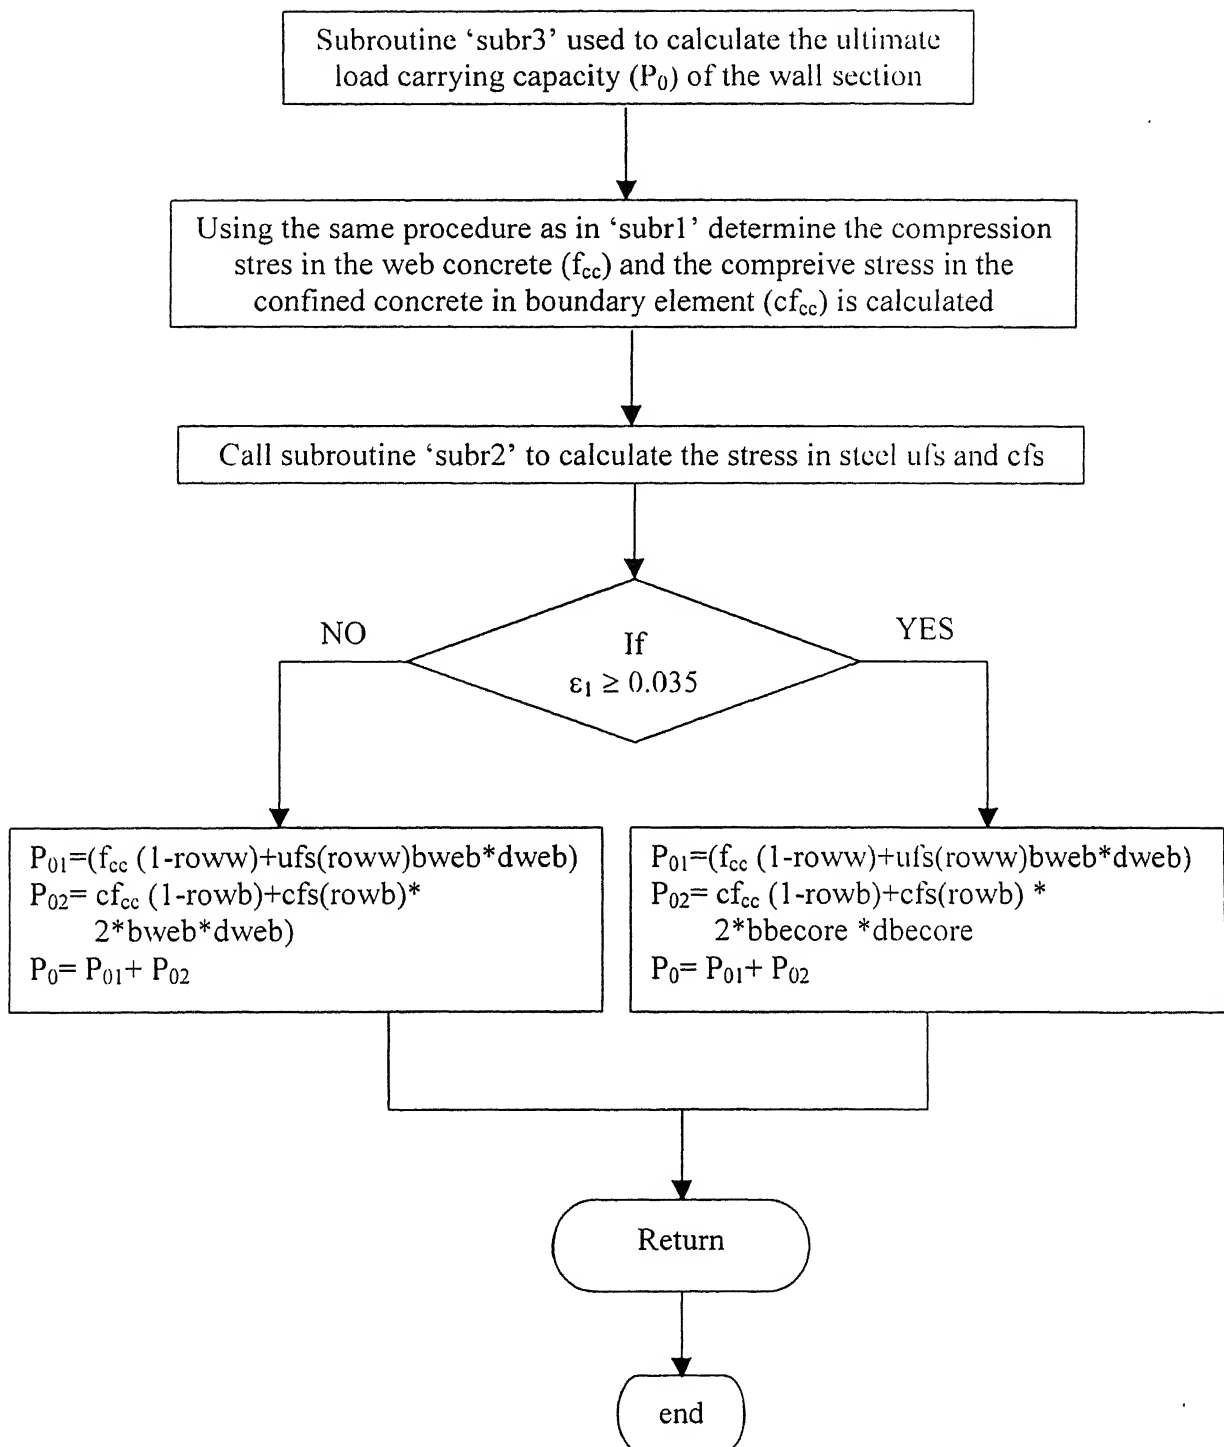 Subroutine ‘subr3’ used to calculate the ultimate
load carrying capacity (P₀) of the wall section
Using the same procedure as in ‘subr1’ determine the compression
stres in the web concrete (fcc) and the compreive stress in the
confined concrete in boundary element (cfcc) is calculated
Call subroutine ‘subr2’ to calculate the stress in steel ufs and cfs
NO
If
ε₁ ≥ 0.035
YES
P₀₁=(fcc (1-roww)+ufs(roww)bweb*dweb)
P₀₂= cfcc (1-rowb)+cfs(rowb)*
2*bweb*dweb)
P₀= P₀₁+ P₀₂
P₀₁=(fcc (1-roww)+ufs(roww)bweb*dweb)
P₀₂= cfcc (1-rowb)+cfs(rowb) *
2*bbecore *dbecore
P₀= P₀₁+ P₀₂
Return
end